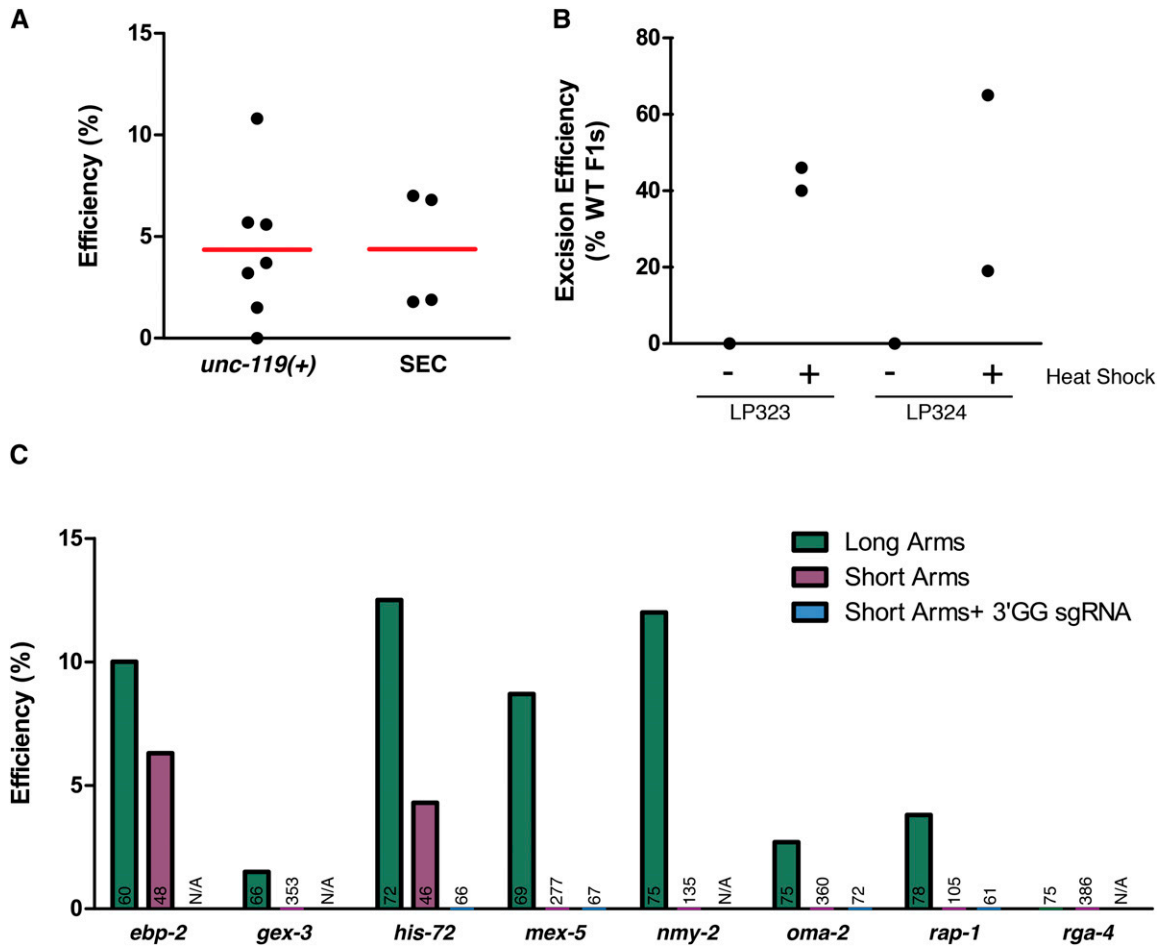 A
15
10
5
0
Efficiency (%)
unc-119(+) SEC
B
80
60
40
20
0
Excision Efficiency
(% WT F1s)
- + - + Heat Shock
LP323 LP324
C
15
10
5
0
Efficiency (%)
Long Arms
Short Arms
Short Arms+ 3'GG sgRNA
60 48 N/A 66 353 N/A 72 46 66 69 277 67 75 135 N/A 75 360 72 78 105 61 75 386 N/A
ebp-2 gex-3 his-72 mex-5 nmy-2 oma-2 rap-1 rga-4